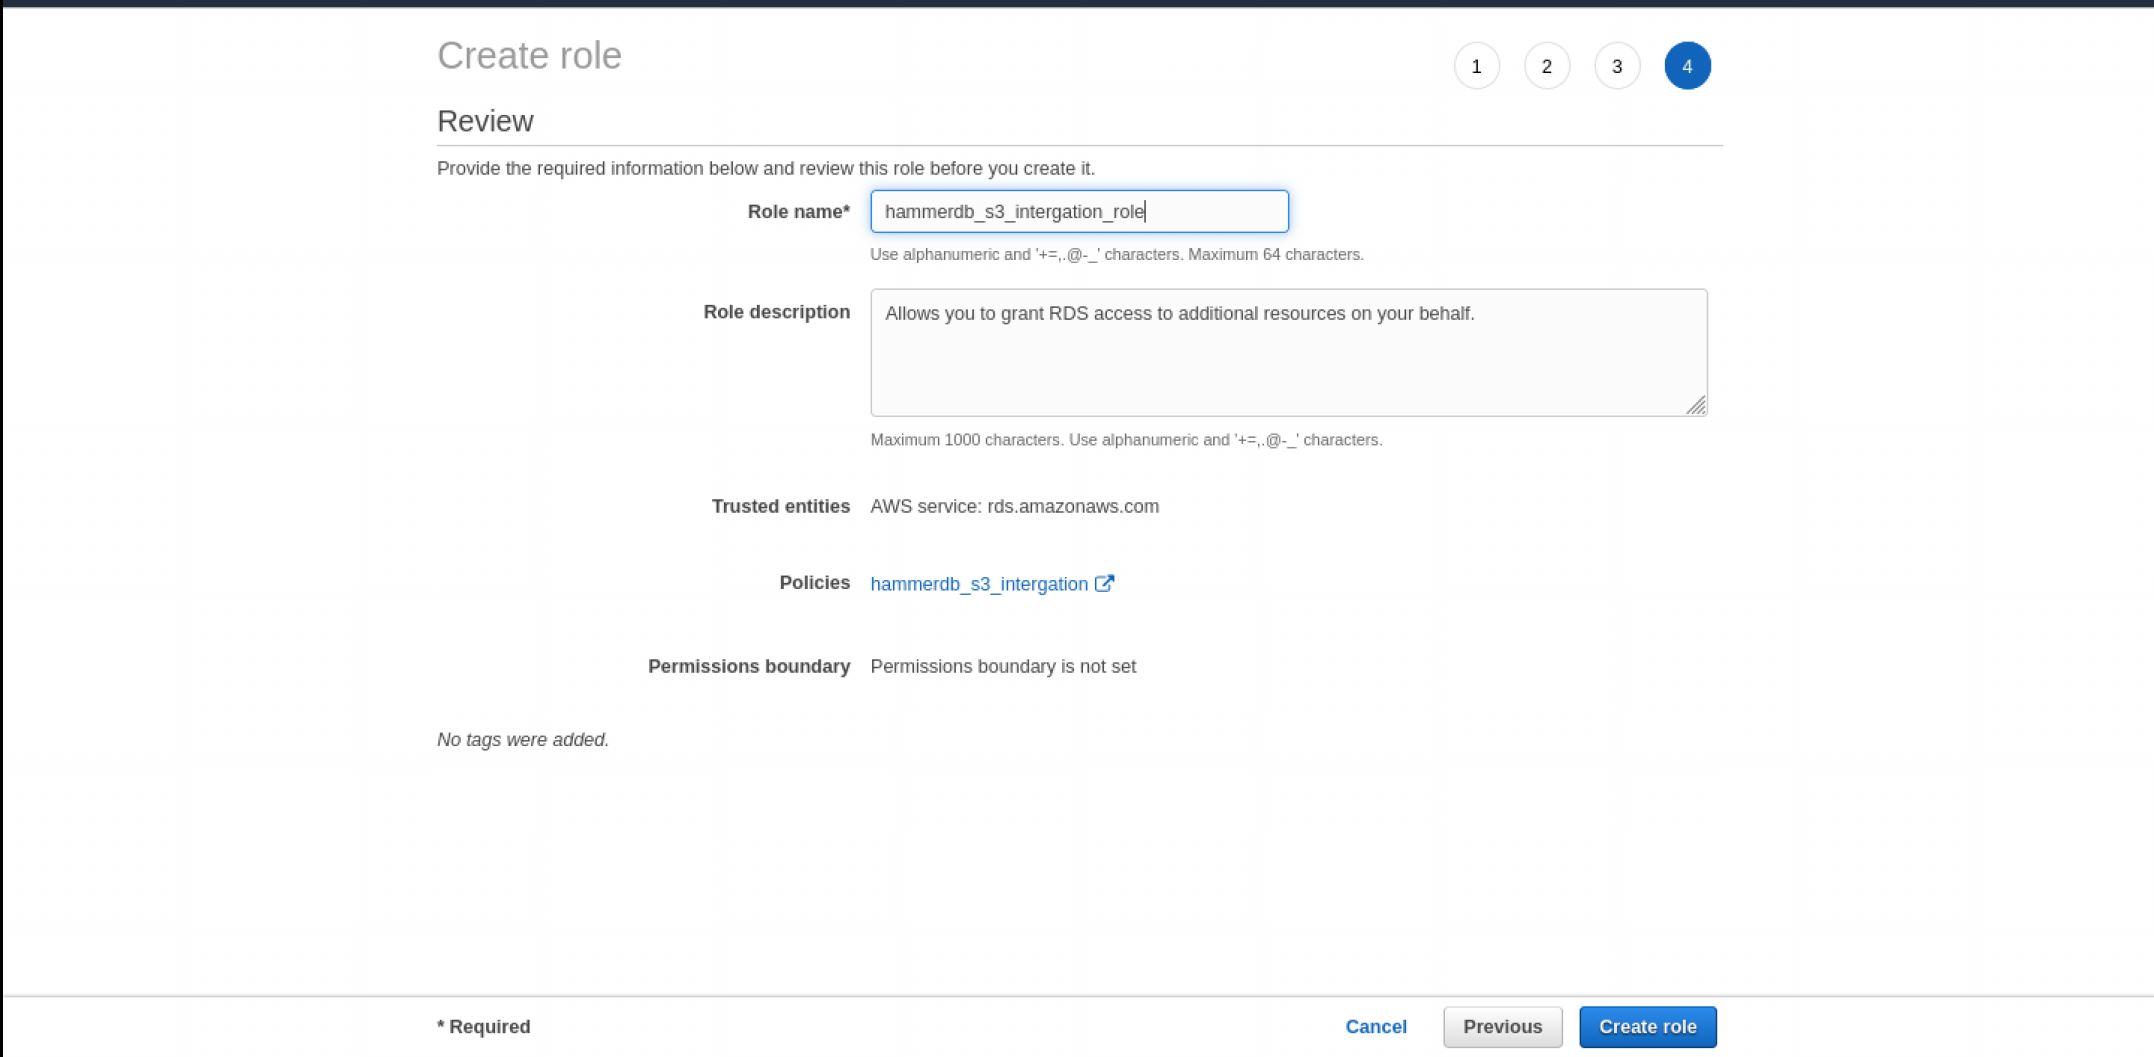 Create role
1 2 3 4
Review
Provide the required information below and review this role before you create it.
Role name* hammerdb_s3_intergation_role
Use alphanumeric and '+=,.@-_' characters. Maximum 64 characters.
Role description Allows you to grant RDS access to additional resources on your behalf.
Maximum 1000 characters. Use alphanumeric and '+=,.@-_' characters.
Trusted entities AWS service: rds.amazonaws.com
Policies hammerdb_s3_intergation
Permissions boundary Permissions boundary is not set
No tags were added.
* Required Cancel Previous Create role